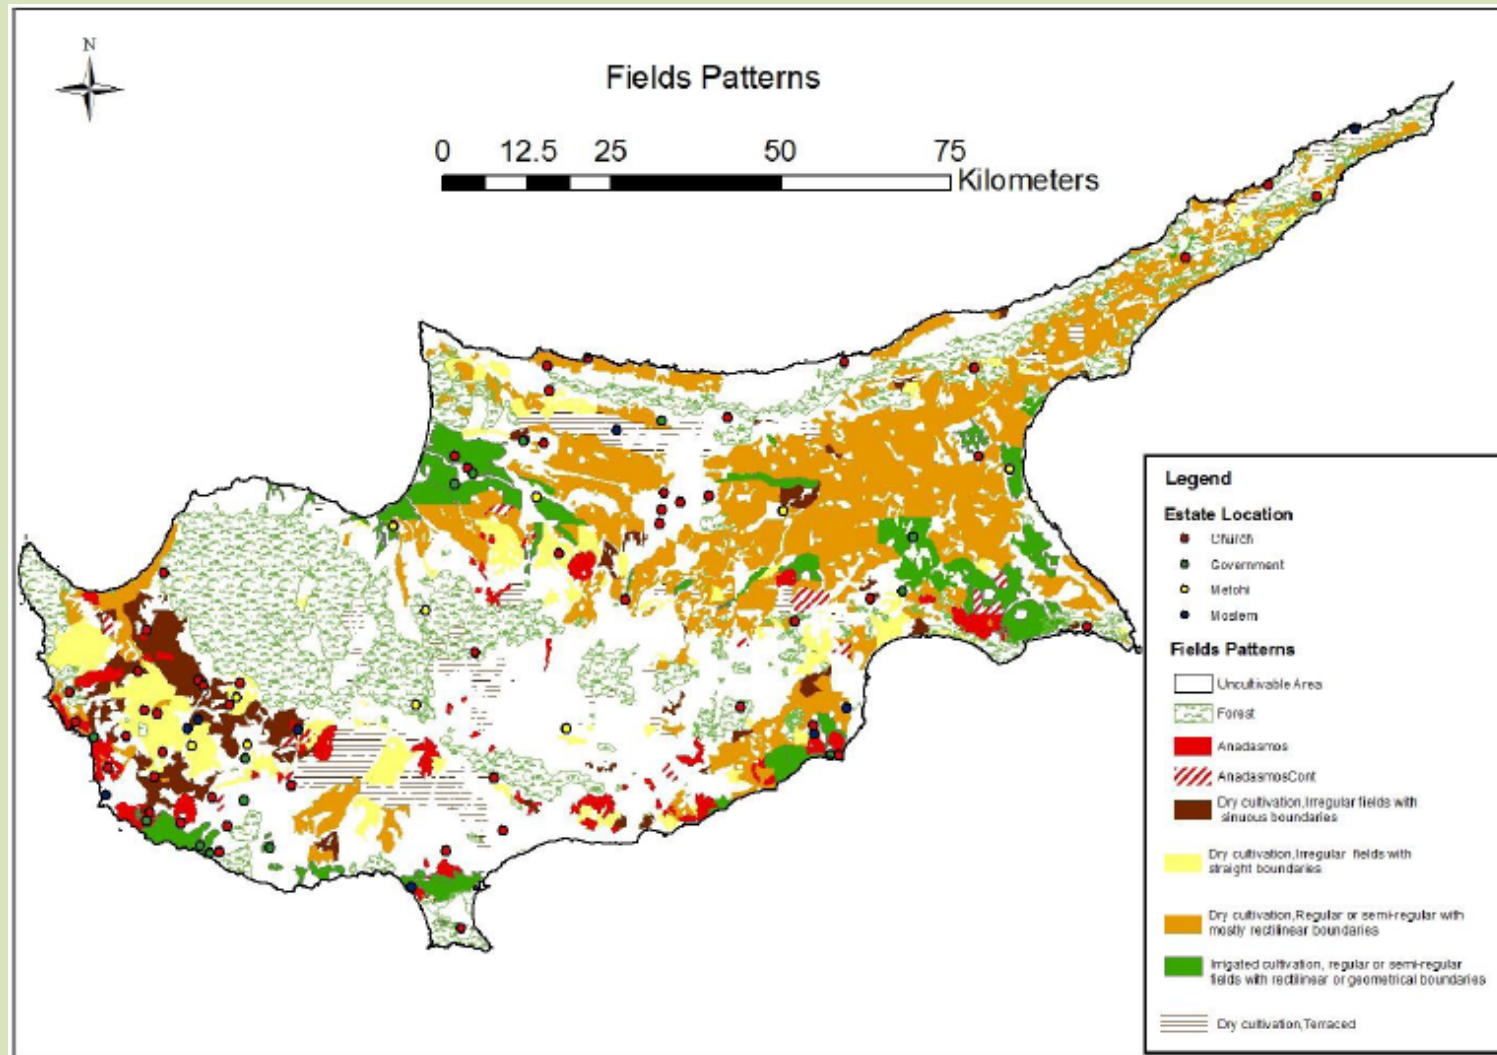 N
Fields Patterns
0 12.5 25 50 75
Kilometers
Legend
Estate Location
Church
Government
Metohi
Moslem
Fields Patterns
Uncultivable Area
Forest
Anadasmos
AnadasmosCont
Dry cultivation,Irregular fields with
sinuous boundaries
Dry cultivation,Irregular fields with
straight boundaries
Dry cultivation,Regular or semi-regular with
mostly rectilinear boundaries
Irrigated cultivation, regular or semi-regular
fields with rectilinear or geometrical boundaries
Dry cultivation,Terraced